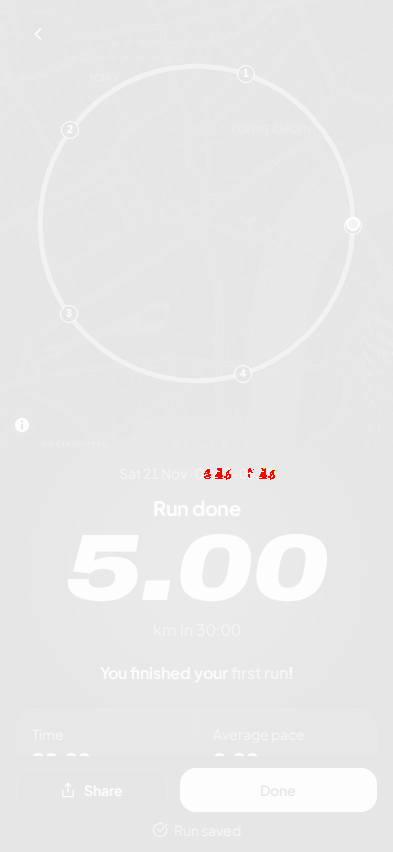 1
COVENT GARDEN
2
3
4
Sat 21 Nov
Run done
5.00
km in 30:00
You finished your first run!
Time Average pace
Share Done
Run saved